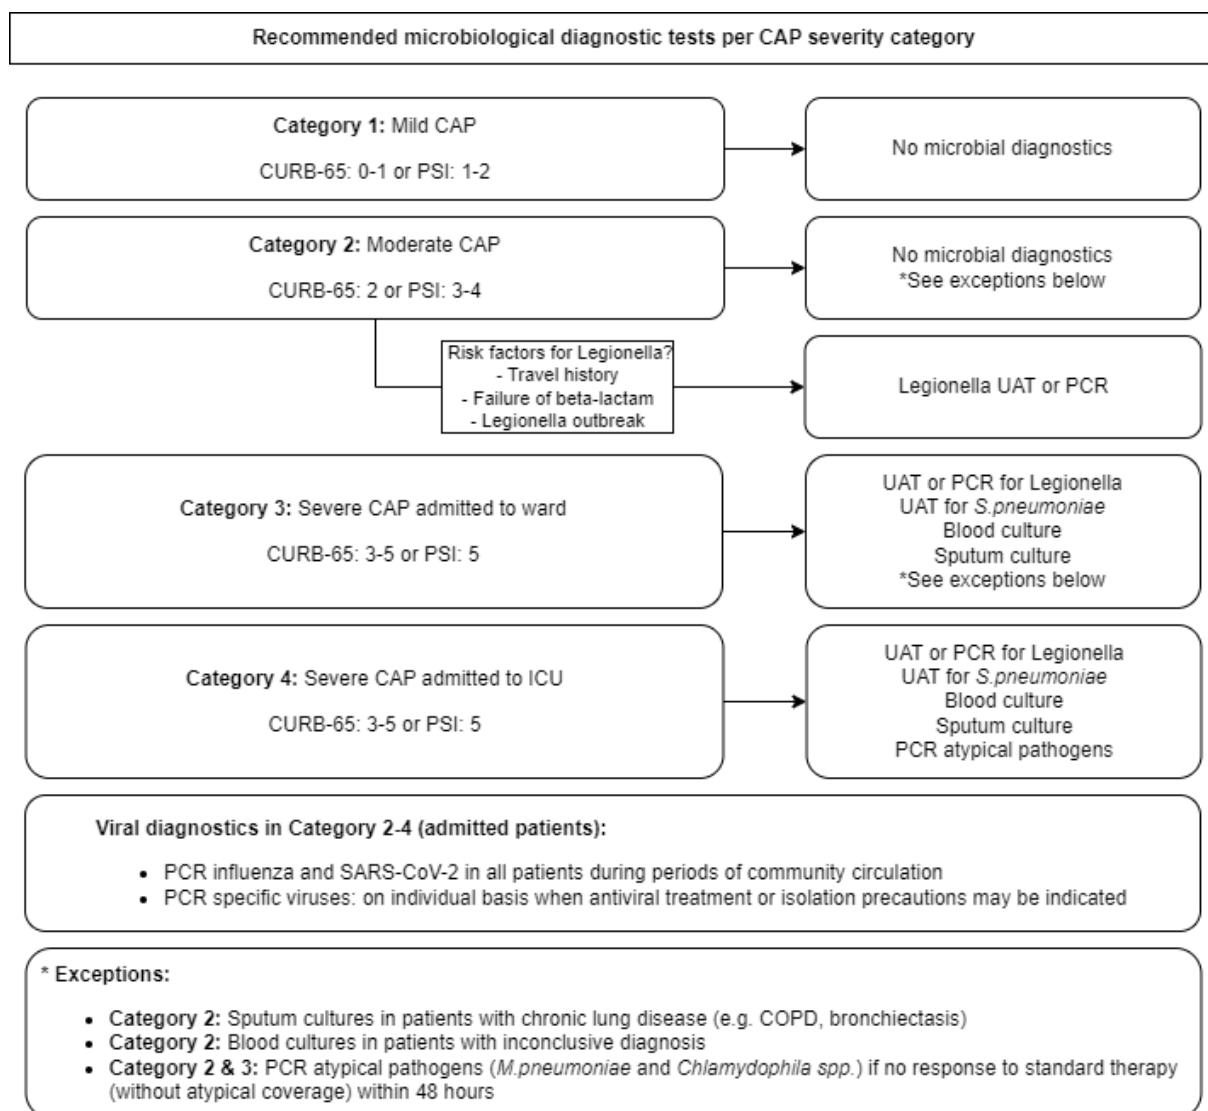 Recommended microbiological diagnostic tests per CAP severity category
Category 1: Mild CAP
CURB-65: 0-1 or PSI: 1-2
No microbial diagnostics
Category 2: Moderate CAP
CURB-65: 2 or PSI: 3-4
No microbial diagnostics
*See exceptions below
Risk factors for Legionella?
- Travel history
- Failure of beta-lactam
- Legionella outbreak
Legionella UAT or PCR
Category 3: Severe CAP admitted to ward
CURB-65: 3-5 or PSI: 5
UAT or PCR for Legionella
UAT for S.pneumoniae
Blood culture
Sputum culture
*See exceptions below
Category 4: Severe CAP admitted to ICU
CURB-65: 3-5 or PSI: 5
UAT or PCR for Legionella
UAT for S.pneumoniae
Blood culture
Sputum culture
PCR atypical pathogens
Viral diagnostics in Category 2-4 (admitted patients):
• PCR influenza and SARS-CoV-2 in all patients during periods of community circulation
• PCR specific viruses: on individual basis when antiviral treatment or isolation precautions may be indicated
* Exceptions:
• Category 2: Sputum cultures in patients with chronic lung disease (e.g. COPD, bronchiectasis)
• Category 2: Blood cultures in patients with inconclusive diagnosis
• Category 2 & 3: PCR atypical pathogens (M.pneumoniae and Chlamydophila spp.) if no response to standard therapy
(without atypical coverage) within 48 hours